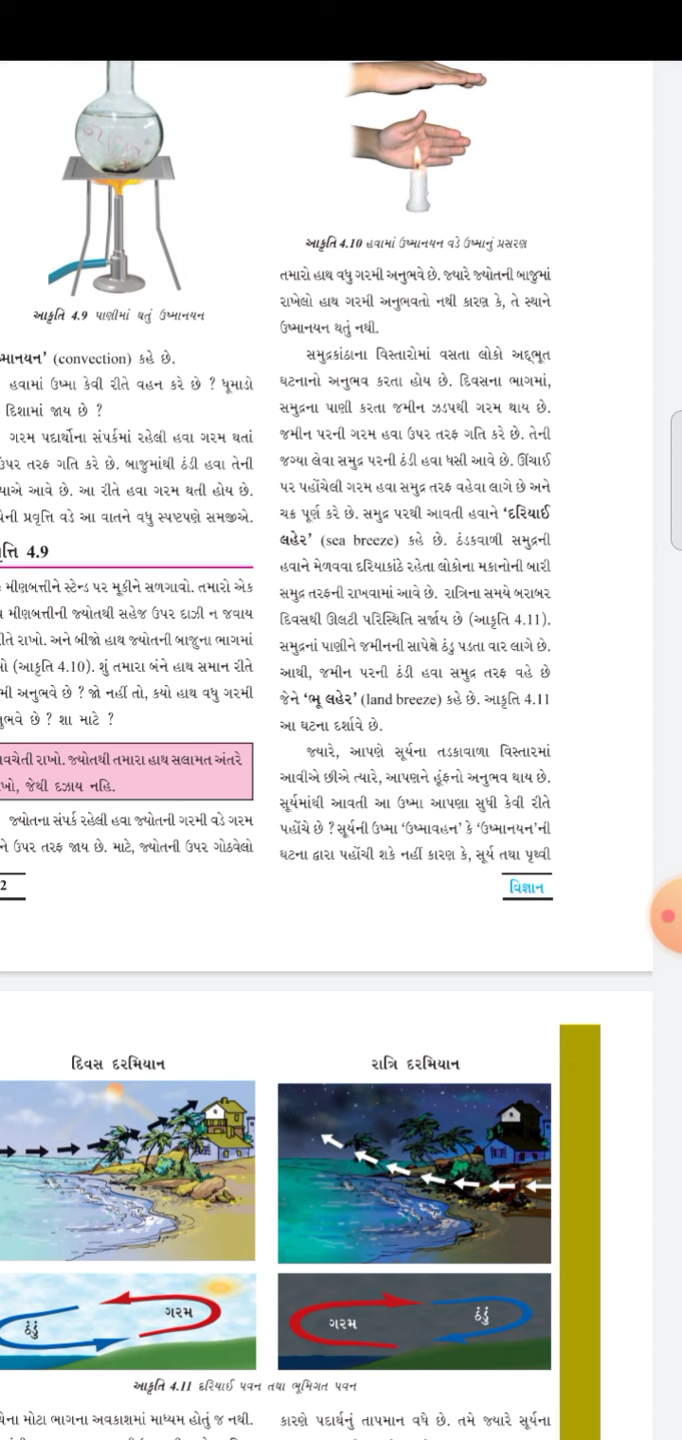 આકૃતિ 4.9 પાણીમાં થતું ઉષ્માનયન
માનયન’ (convection) કહે છે.
હવામાં ઉષ્મા કેવી રીતે વહન કરે છે ? ધૂમાડો
દિશામાં જાય છે ?
ગરમ પદાર્થોના સંપર્કમાં રહેલી હવા ગરમ થતાં
ઉપર તરફ ગતિ કરે છે. બાજુમાંથી ઠંડી હવા તેની
યાએ આવે છે. આ રીતે હવા ગરમ થતી હોય છે.
ેની પ્રવૃત્તિ વડે આ વાતને વધુ સ્પષ્ટપણે સમજીએ.
ત્તિ 4.9
મીણબત્તીને સ્ટેન્ડ પર મૂકીને સળગાવો. તમારો એક
મીણબત્તીની જ્યોતથી સહેજ ઉપર દાઝી ન જવાય
ીતે રાખો. અને બીજો હાથ જ્યોતની બાજુના ભાગમાં
ો (આકૃતિ 4.10). શું તમારા બંને હાથ સમાન રીતે
મી અનુભવે છે ? જો નહીં તો, કયો હાથ વધુ ગરમી
ુભવે છે ? શા માટે ?
ાવચેતી રાખો. જ્યોતથી તમારા હાથ સલામત અંતરે
ખો, જેથી દઝાય નહિ.
જ્યોતના સંપર્ક રહેલી હવા જ્યોતની ગરમી વડે ગરમ
ને ઉપર તરફ જાય છે. માટે, જ્યોતની ઉપર ગોઠવેલો
2
આકૃતિ 4.10 હવામાં ઉષ્માનયન વડે ઉષ્માનું પ્રસરણ
તમારો હાથ વધુ ગરમી અનુભવે છે. જ્યારે જ્યોતની બાજુમાં
રાખેલો હાથ ગરમી અનુભવતો નથી કારણ કે, તે સ્થાને
ઉષ્માનયન થતું નથી.
સમુદ્રકાંઠાના વિસ્તારોમાં વસતા લોકો અદ્ભૂત
ઘટનાનો અનુભવ કરતા હોય છે. દિવસના ભાગમાં,
સમુદ્રના પાણી કરતા જમીન ઝડપથી ગરમ થાય છે.
જમીન પરની ગરમ હવા ઉપર તરફ ગતિ કરે છે. તેની
જગ્યા લેવા સમુદ્ર પરની ઠંડી હવા ધસી આવે છે. ઊંચાઈ
પર પહોંચેલી ગરમ હવા સમુદ્ર તરફ વહેવા લાગે છે અને
ચક્ર પૂર્ણ કરે છે. સમુદ્ર પરથી આવતી હવાને ‘દરિયાઈ
લહેર’ (sea breeze) કહે છે. ઠંડકવાળી સમુદ્રની
હવાને મેળવવા દરિયાકાંઠે રહેતા લોકોના મકાનોની બારી
સમુદ્ર તરફની રાખવામાં આવે છે. રાત્રિના સમયે બરાબર
દિવસથી ઊલટી પરિસ્થિતિ સર્જાય છે (આકૃતિ 4.11).
સમુદ્રનાં પાણીને જમીનની સાપેક્ષે ઠંડુ પડતા વાર લાગે છે.
આથી, જમીન પરની ઠંડી હવા સમુદ્ર તરફ વહે છે
જેને ‘ભૂ લહેર’ (land breeze) કહે છે. આકૃતિ 4.11
આ ઘટના દર્શાવે છે.
જ્યારે, આપણે સૂર્યના તડકાવાળા વિસ્તારમાં
આવીએ છીએ ત્યારે, આપણને હૂંફનો અનુભવ થાય છે.
સૂર્યમાંથી આવતી આ ઉષ્મા આપણા સુધી કેવી રીતે
પહોંચે છે ? સૂર્યની ઉષ્મા ‘ઉષ્માવહન’ કે ‘ઉષ્માનયન’ની
ઘટના દ્વારા પહોંચી શકે નહીં કારણ કે, સૂર્ય તથા પૃથ્વી
વિજ્ઞાન
દિવસ દરમિયાન
રાત્રિ દરમિયાન
ગરમ
ઠંડું
ગરમ
ઠંડું
આકૃતિ 4.11 દરિયાઈ પવન તથા ભૂમિગત પવન
ેના મોટા ભાગના અવકાશમાં માધ્યમ હોતું જ નથી.
કારણે પદાર્થનું તાપમાન વધે છે. તમે જ્યારે સૂર્યના